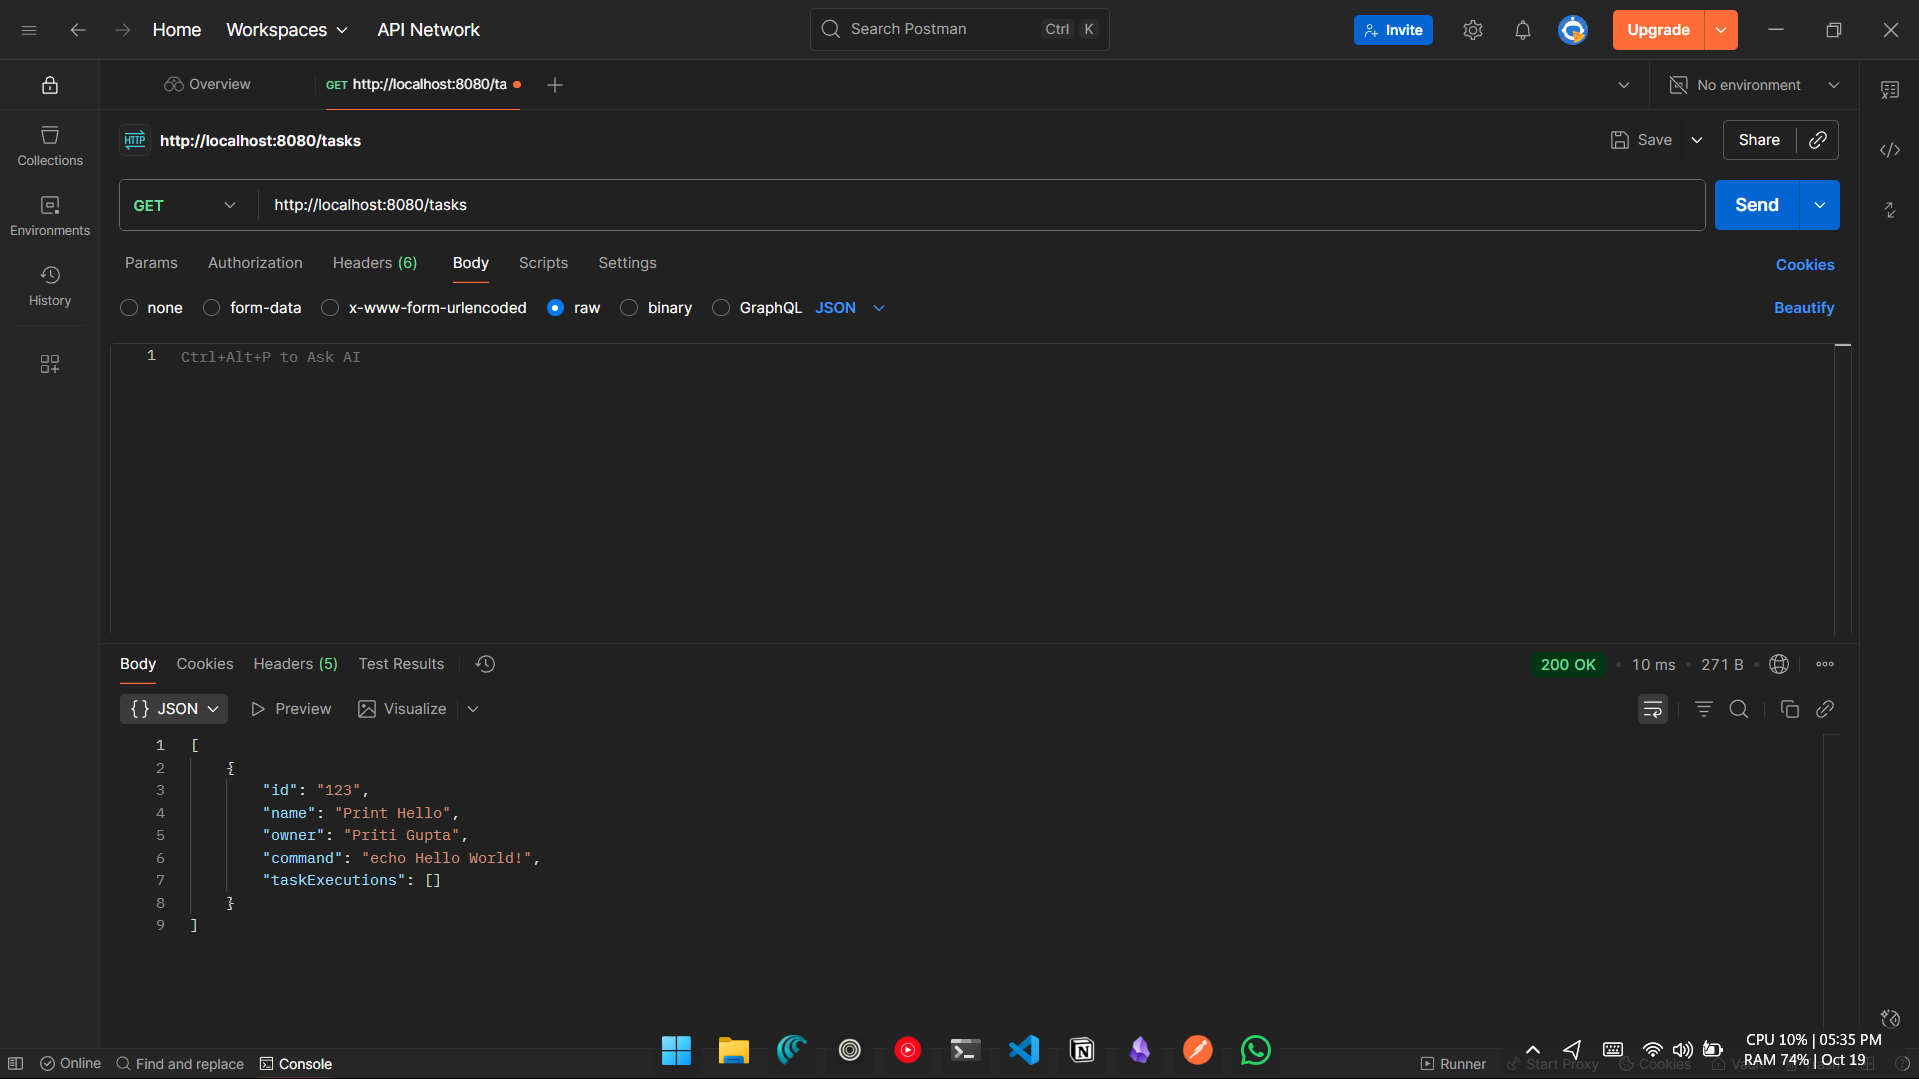 Home Workspaces API Network Search Postman Ctrl K Invite Upgrade
Overview GET http://localhost:8080/ta No environment
HTTP http://localhost:8080/tasks Save Share
Collections
Environments
History
GET http://localhost:8080/tasks Send
Params Authorization Headers (6) Body Scripts Settings Cookies
none form-data x-www-form-urlencoded raw binary GraphQL JSON Beautify
1 Ctrl+Alt+P to Ask AI
Body Cookies Headers (5) Test Results 200 OK • 10 ms • 271 B
{} JSON Preview Visualize
1 [
2 {
3 "id": "123",
4 "name": "Print Hello",
5 "owner": "Priti Gupta",
6 "command": "echo Hello World!",
7 "taskExecutions": []
8 }
9 ]
Online Find and replace Console Runner Start Proxy Cookies
CPU 10% | 05:35 PM
RAM 74% | Oct 19